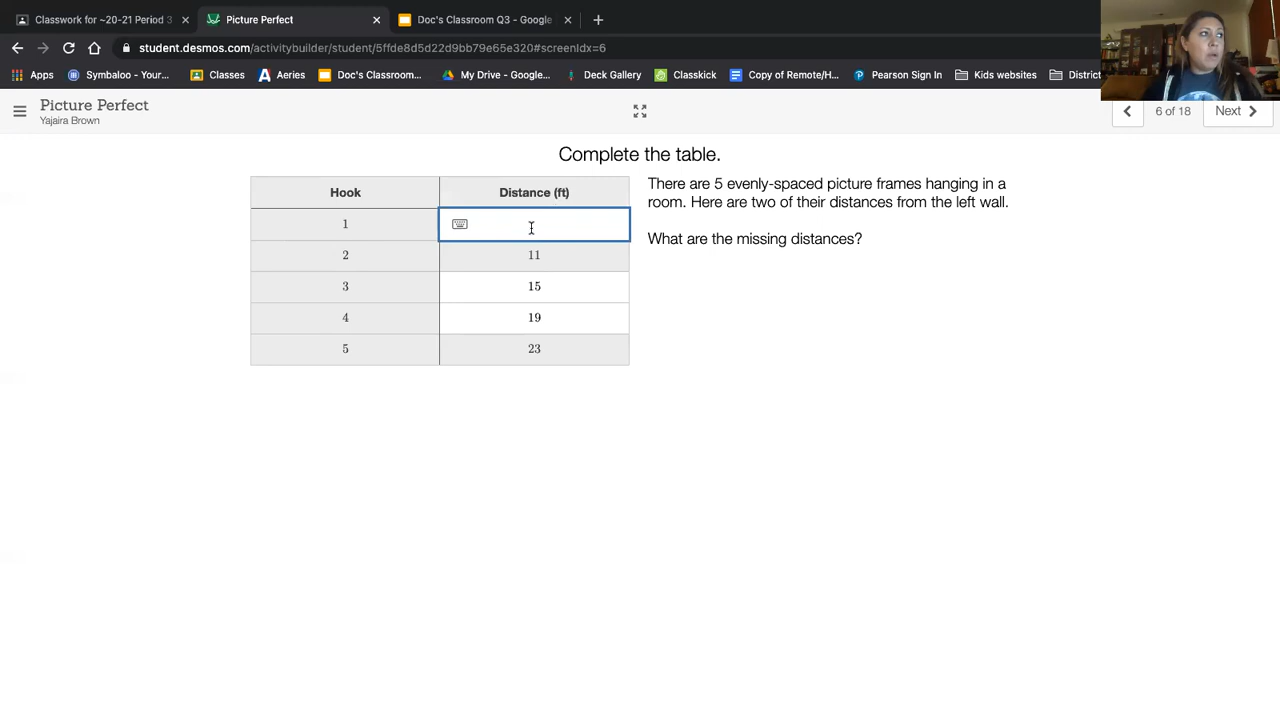 Classwork for ~20-21 Period 3
Picture Perfect
Doc's Classroom Q3 - Google
student.desmos.com/activitybuilder/student/5ffde8d5d22d9bb79e65e320#screenIdx=6
Apps
Symbaloo - Your...
Classes
Aeries
Doc's Classroom...
My Drive - Google...
Deck Gallery
Classkick
Copy of Remote/H...
Pearson Sign In
Kids websites
District
Picture Perfect
Yajaira Brown
6 of 18
Next
Complete the table.
Hook Distance (ft)
1
2 11
3 15
4 19
5 23
There are 5 evenly-spaced picture frames hanging in a
room. Here are two of their distances from the left wall.
What are the missing distances?